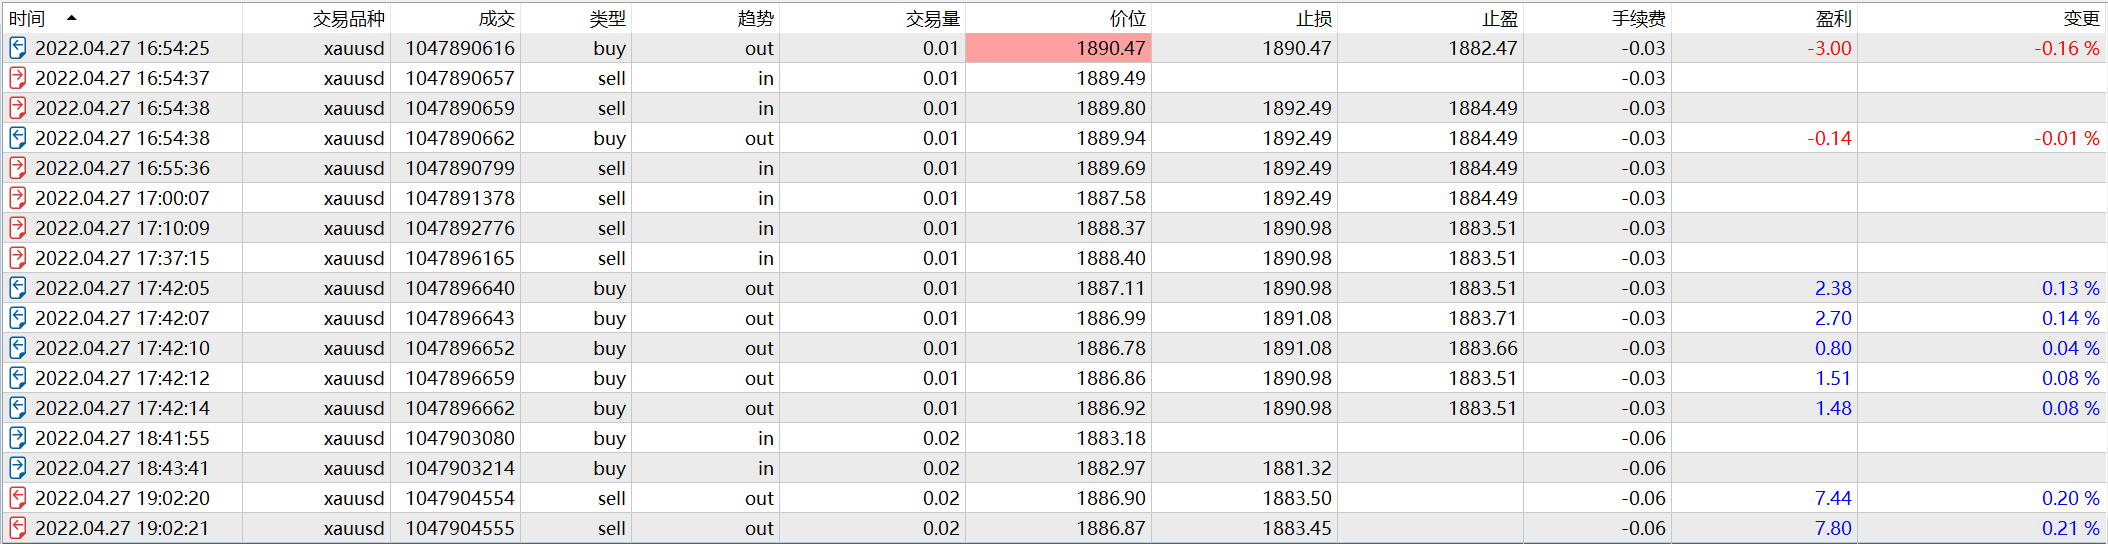 时间 交易品种 成交 类型 趋势 交易量 价位 止损 止盈 手续费 盈利 变更
2022.04.27 16:54:25 xauusd 1047890616 buy out 0.01 1890.47 1890.47 1882.47 -0.03 -3.00 -0.16 %
2022.04.27 16:54:37 xauusd 1047890657 sell in 0.01 1889.49 -0.03
2022.04.27 16:54:38 xauusd 1047890659 sell in 0.01 1889.80 1892.49 1884.49 -0.03
2022.04.27 16:54:38 xauusd 1047890662 buy out 0.01 1889.94 1892.49 1884.49 -0.03 -0.14 -0.01 %
2022.04.27 16:55:36 xauusd 1047890799 sell in 0.01 1889.69 1892.49 1884.49 -0.03
2022.04.27 17:00:07 xauusd 1047891378 sell in 0.01 1887.58 1892.49 1884.49 -0.03
2022.04.27 17:10:09 xauusd 1047892776 sell in 0.01 1888.37 1890.98 1883.51 -0.03
2022.04.27 17:37:15 xauusd 1047896165 sell in 0.01 1888.40 1890.98 1883.51 -0.03
2022.04.27 17:42:05 xauusd 1047896640 buy out 0.01 1887.11 1890.98 1883.51 -0.03 2.38 0.13 %
2022.04.27 17:42:07 xauusd 1047896643 buy out 0.01 1886.99 1891.08 1883.71 -0.03 2.70 0.14 %
2022.04.27 17:42:10 xauusd 1047896652 buy out 0.01 1886.78 1891.08 1883.66 -0.03 0.80 0.04 %
2022.04.27 17:42:12 xauusd 1047896659 buy out 0.01 1886.86 1890.98 1883.51 -0.03 1.51 0.08 %
2022.04.27 17:42:14 xauusd 1047896662 buy out 0.01 1886.92 1890.98 1883.51 -0.03 1.48 0.08 %
2022.04.27 18:41:55 xauusd 1047903080 buy in 0.02 1883.18 -0.06
2022.04.27 18:43:41 xauusd 1047903214 buy in 0.02 1882.97 1881.32 -0.06
2022.04.27 19:02:20 xauusd 1047904554 sell out 0.02 1886.90 1883.50 -0.06 7.44 0.20 %
2022.04.27 19:02:21 xauusd 1047904555 sell out 0.02 1886.87 1883.45 -0.06 7.80 0.21 %